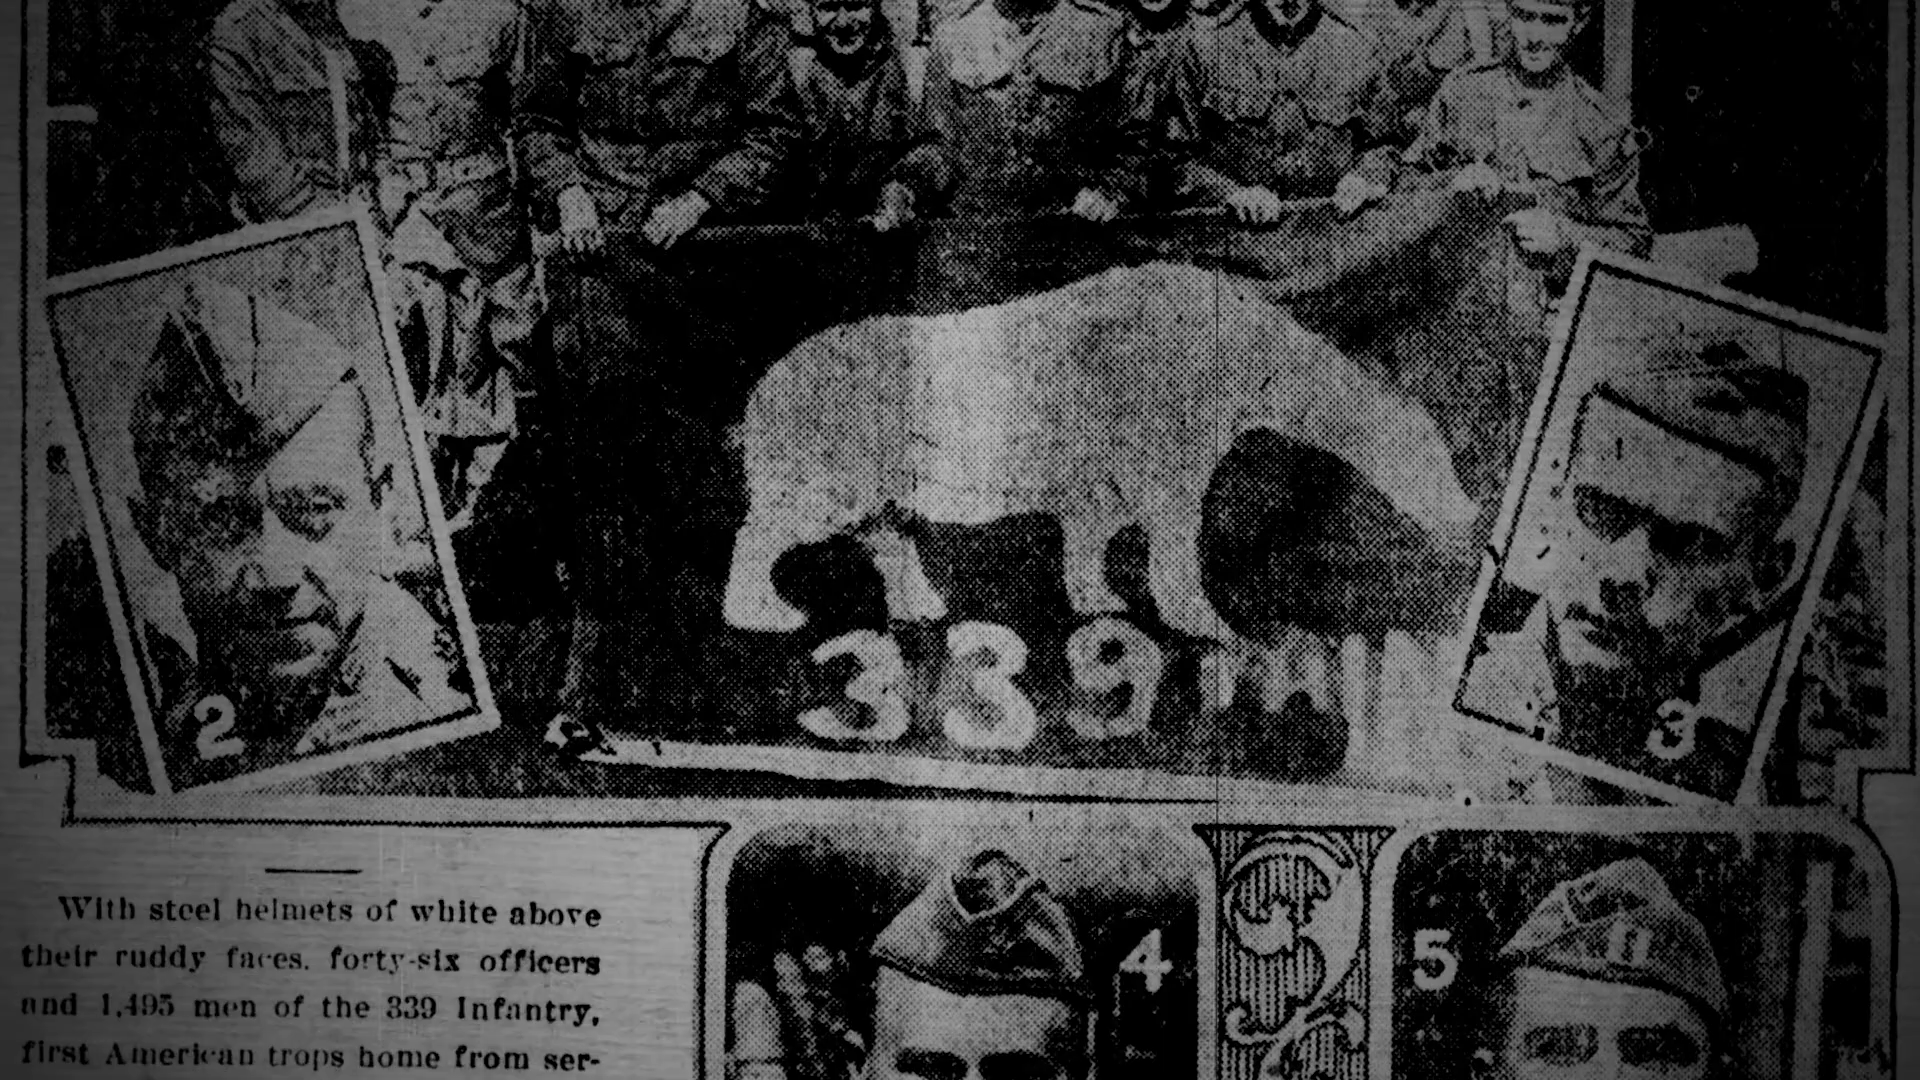 339 INF
2
3
4
5
With steel helmets of white above
their ruddy faces. forty-six officers
and 1,495 men of the 339 Infantry,
first American trops home from ser-